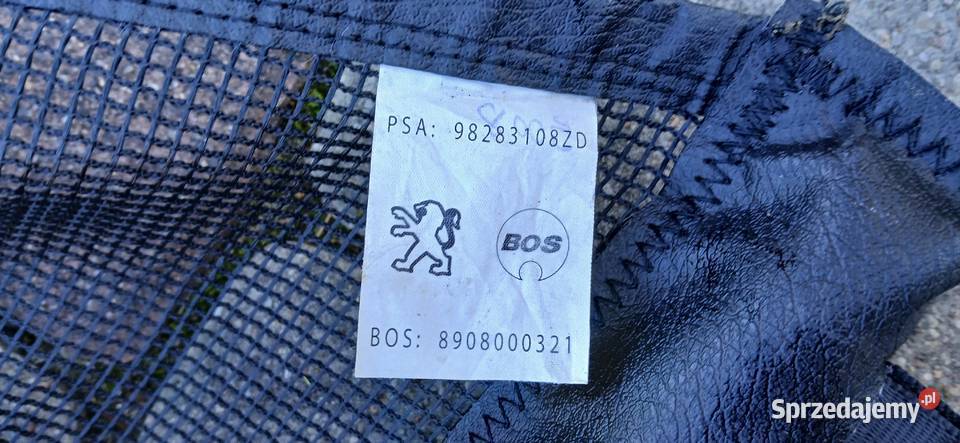 PSA: 98283108ZD
BOS
BOS: 8908000321
Sprzedajemy.pl